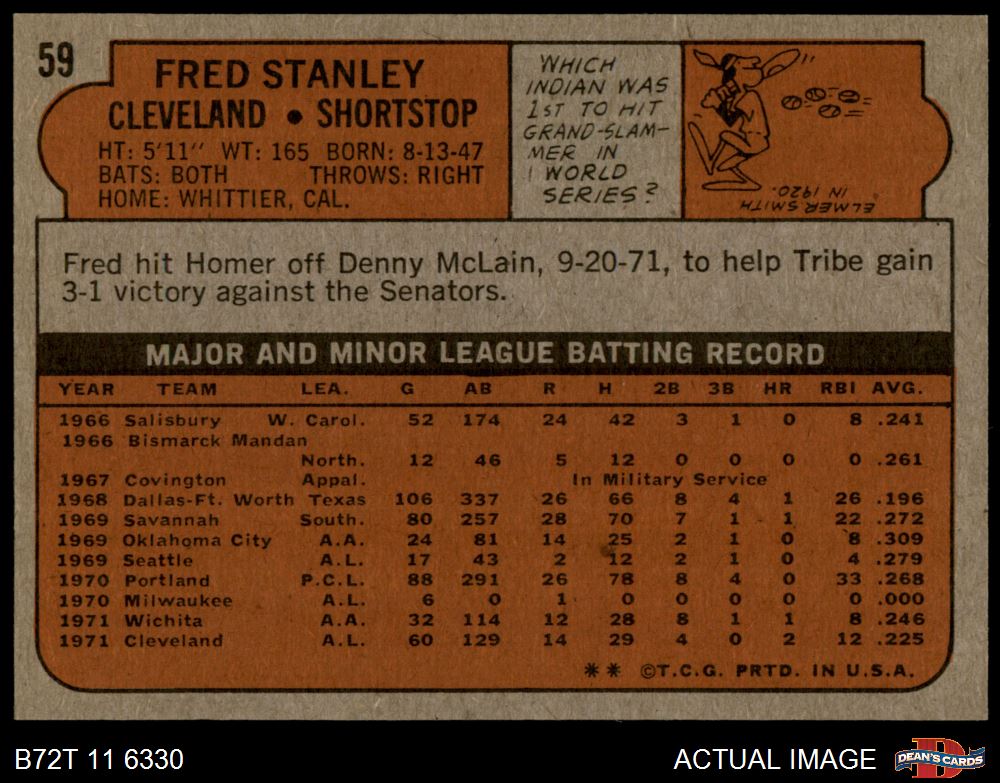 59
FRED STANLEY
CLEVELAND • SHORTSTOP
HT: 5'11" WT: 165 BORN: 8-13-47
BATS: BOTH THROWS: RIGHT
HOME: WHITTIER, CAL.
WHICH
INDIAN WAS
1ST TO HIT
GRAND-SLAM-
MER IN
WORLD
SERIES?
ELMER SMITH
IN 1920.
Fred hit Homer off Denny McLain, 9-20-71, to help Tribe gain
3-1 victory against the Senators.
MAJOR AND MINOR LEAGUE BATTING RECORD
YEAR TEAM LEA. G AB R H 2B 3B HR RBI AVG.
1966 Salisbury W. Carol. 52 174 24 42 3 1 0 8 .241
1966 Bismarck Mandan
North. 12 46 5 12 0 0 0 0 .261
1967 Covington Appal. In Military Service
1968 Dallas-Ft. Worth Texas 106 337 26 66 8 4 1 26 .196
1969 Savannah South. 80 257 28 70 7 1 1 22 .272
1969 Oklahoma City A.A. 24 81 14 25 2 1 0 8 .309
1969 Seattle A.L. 17 43 2 12 2 1 0 4 .279
1970 Portland P.C.L. 88 291 26 78 8 4 0 33 .268
1970 Milwaukee A.L. 6 0 1 0 0 0 0 0 .000
1971 Wichita A.A. 32 114 12 28 8 1 1 8 .246
1971 Cleveland A.L. 60 129 14 29 4 0 2 12 .225
** ©T.C.G. PRTD. IN U.S.A.
B72T 11 6330
ACTUAL IMAGE
D
DEAN'S CARDS